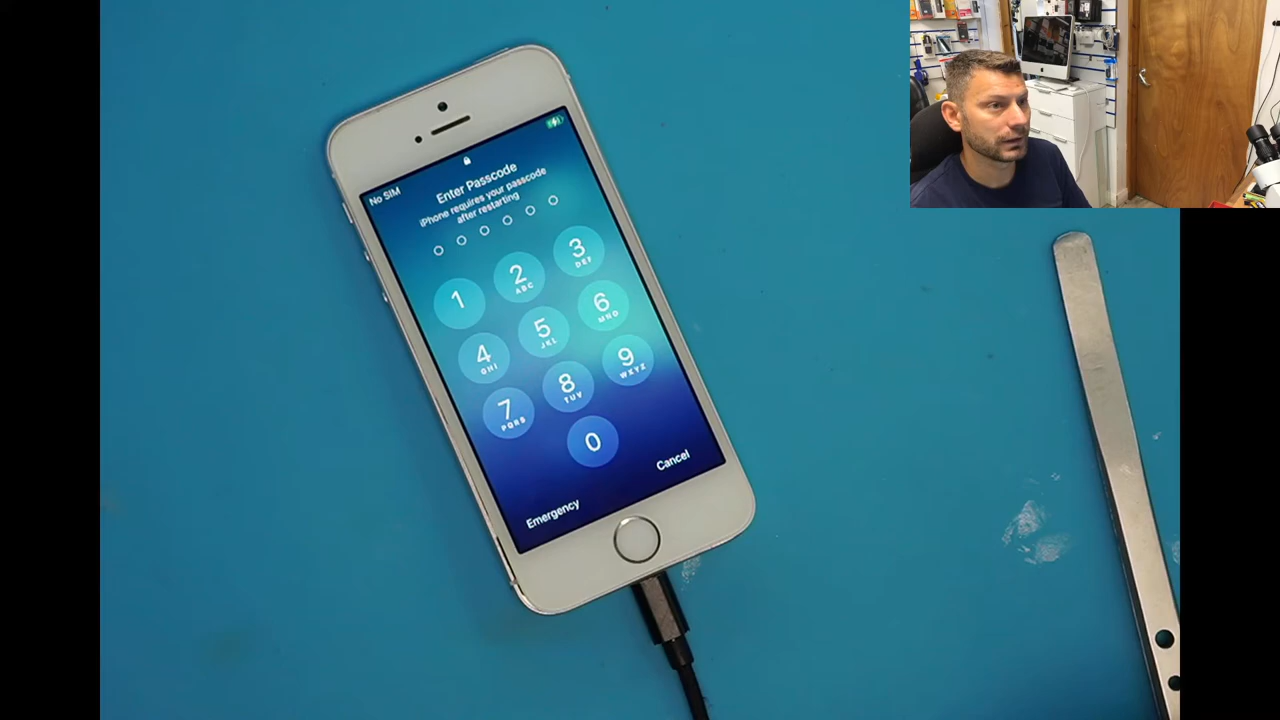 No SIM
Enter Passcode
iPhone requires your passcode
after restarting
1
2
ABC
3
DEF
4
GHI
5
JKL
6
MNO
7
PQRS
8
TUV
9
WXYZ
0
Emergency
Cancel